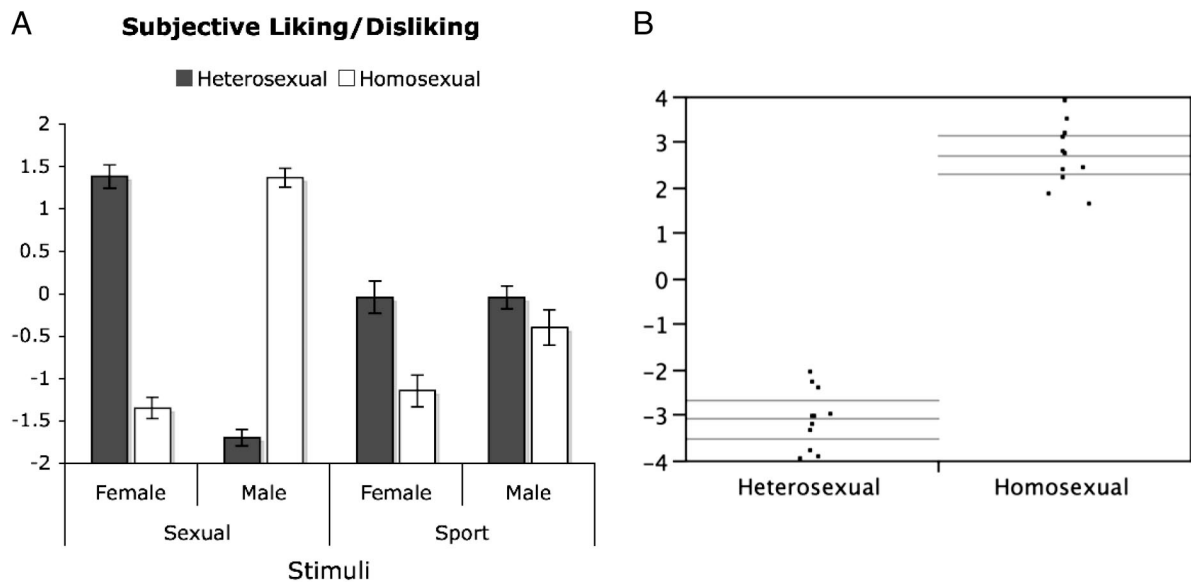 A
Subjective Liking/Disliking
Heterosexual Homosexual
2
1.5
1
0.5
0
-0.5
-1
-1.5
-2
Female Male Female Male
Sexual Sport
Stimuli
B
4
3
2
1
0
-1
-2
-3
-4
Heterosexual Homosexual